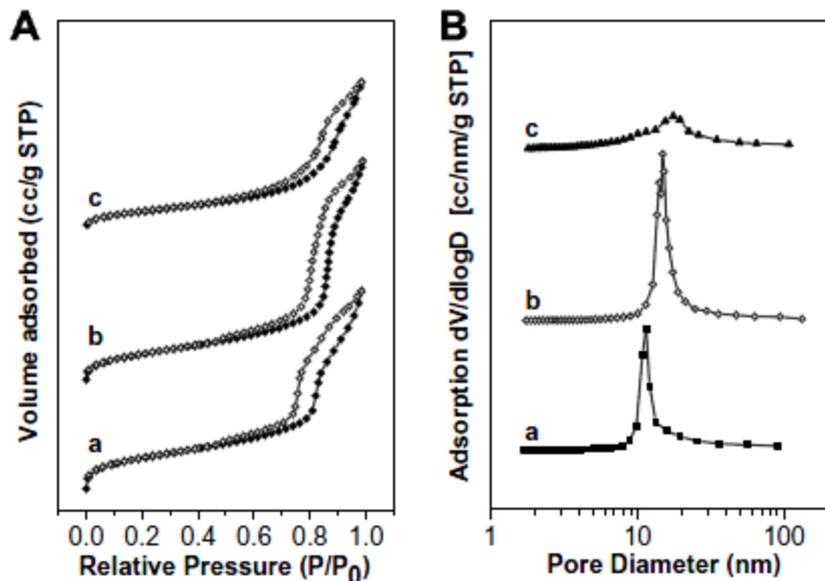 A
Volume adsorbed (cc/g STP)
c
b
a
0.0 0.2 0.4 0.6 0.8 1.0
Relative Pressure (P/P0)
B
Adsorption dV/dlogD [cc/nm/g STP]
c
b
a
1 10 100
Pore Diameter (nm)